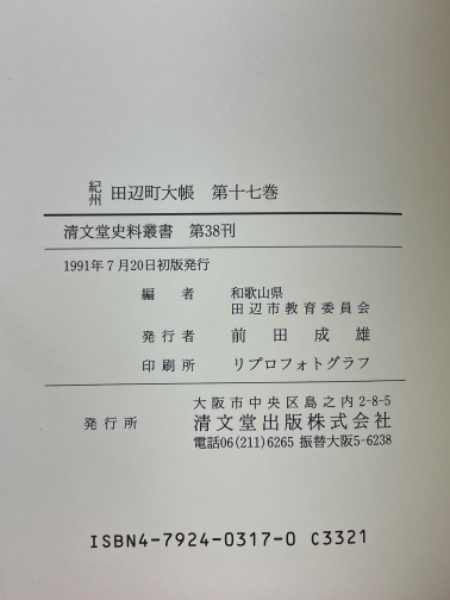 紀州 田辺町大帳 第十七巻
清文堂史料叢書 第38刊
1991年7月20日初版発行
編者 和歌山県
田辺市教育委員会
発行者 前田成雄
印刷所 リプロフォトグラフ
大阪市中央区島之内2-8-5
発行所 清文堂出版株式会社
電話06(211)6265 振替大阪5-6238
ISBN4-7924-0317-0 C3321